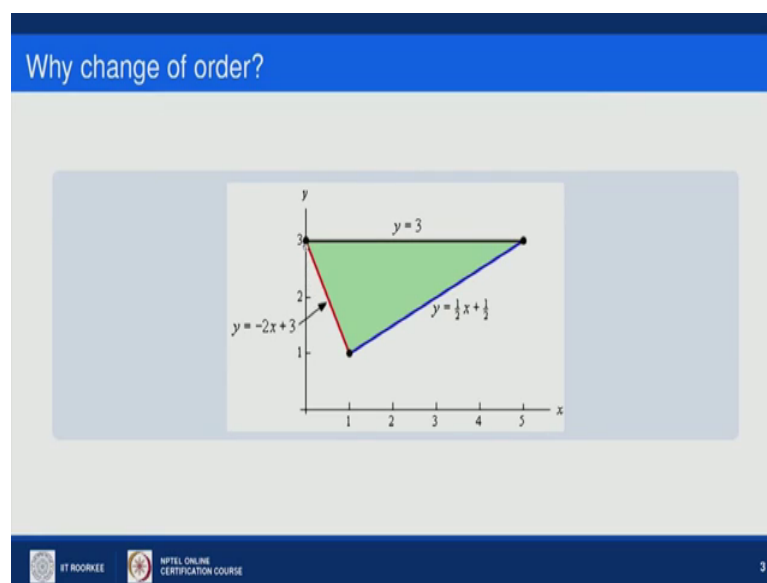 Why change of order?
y
y = 3
3
2
y = -2x + 3
y = ½x + ½
1
1 2 3 4 5 x
IIT ROORKEE
NPTEL ONLINE
CERTIFICATION COURSE
3